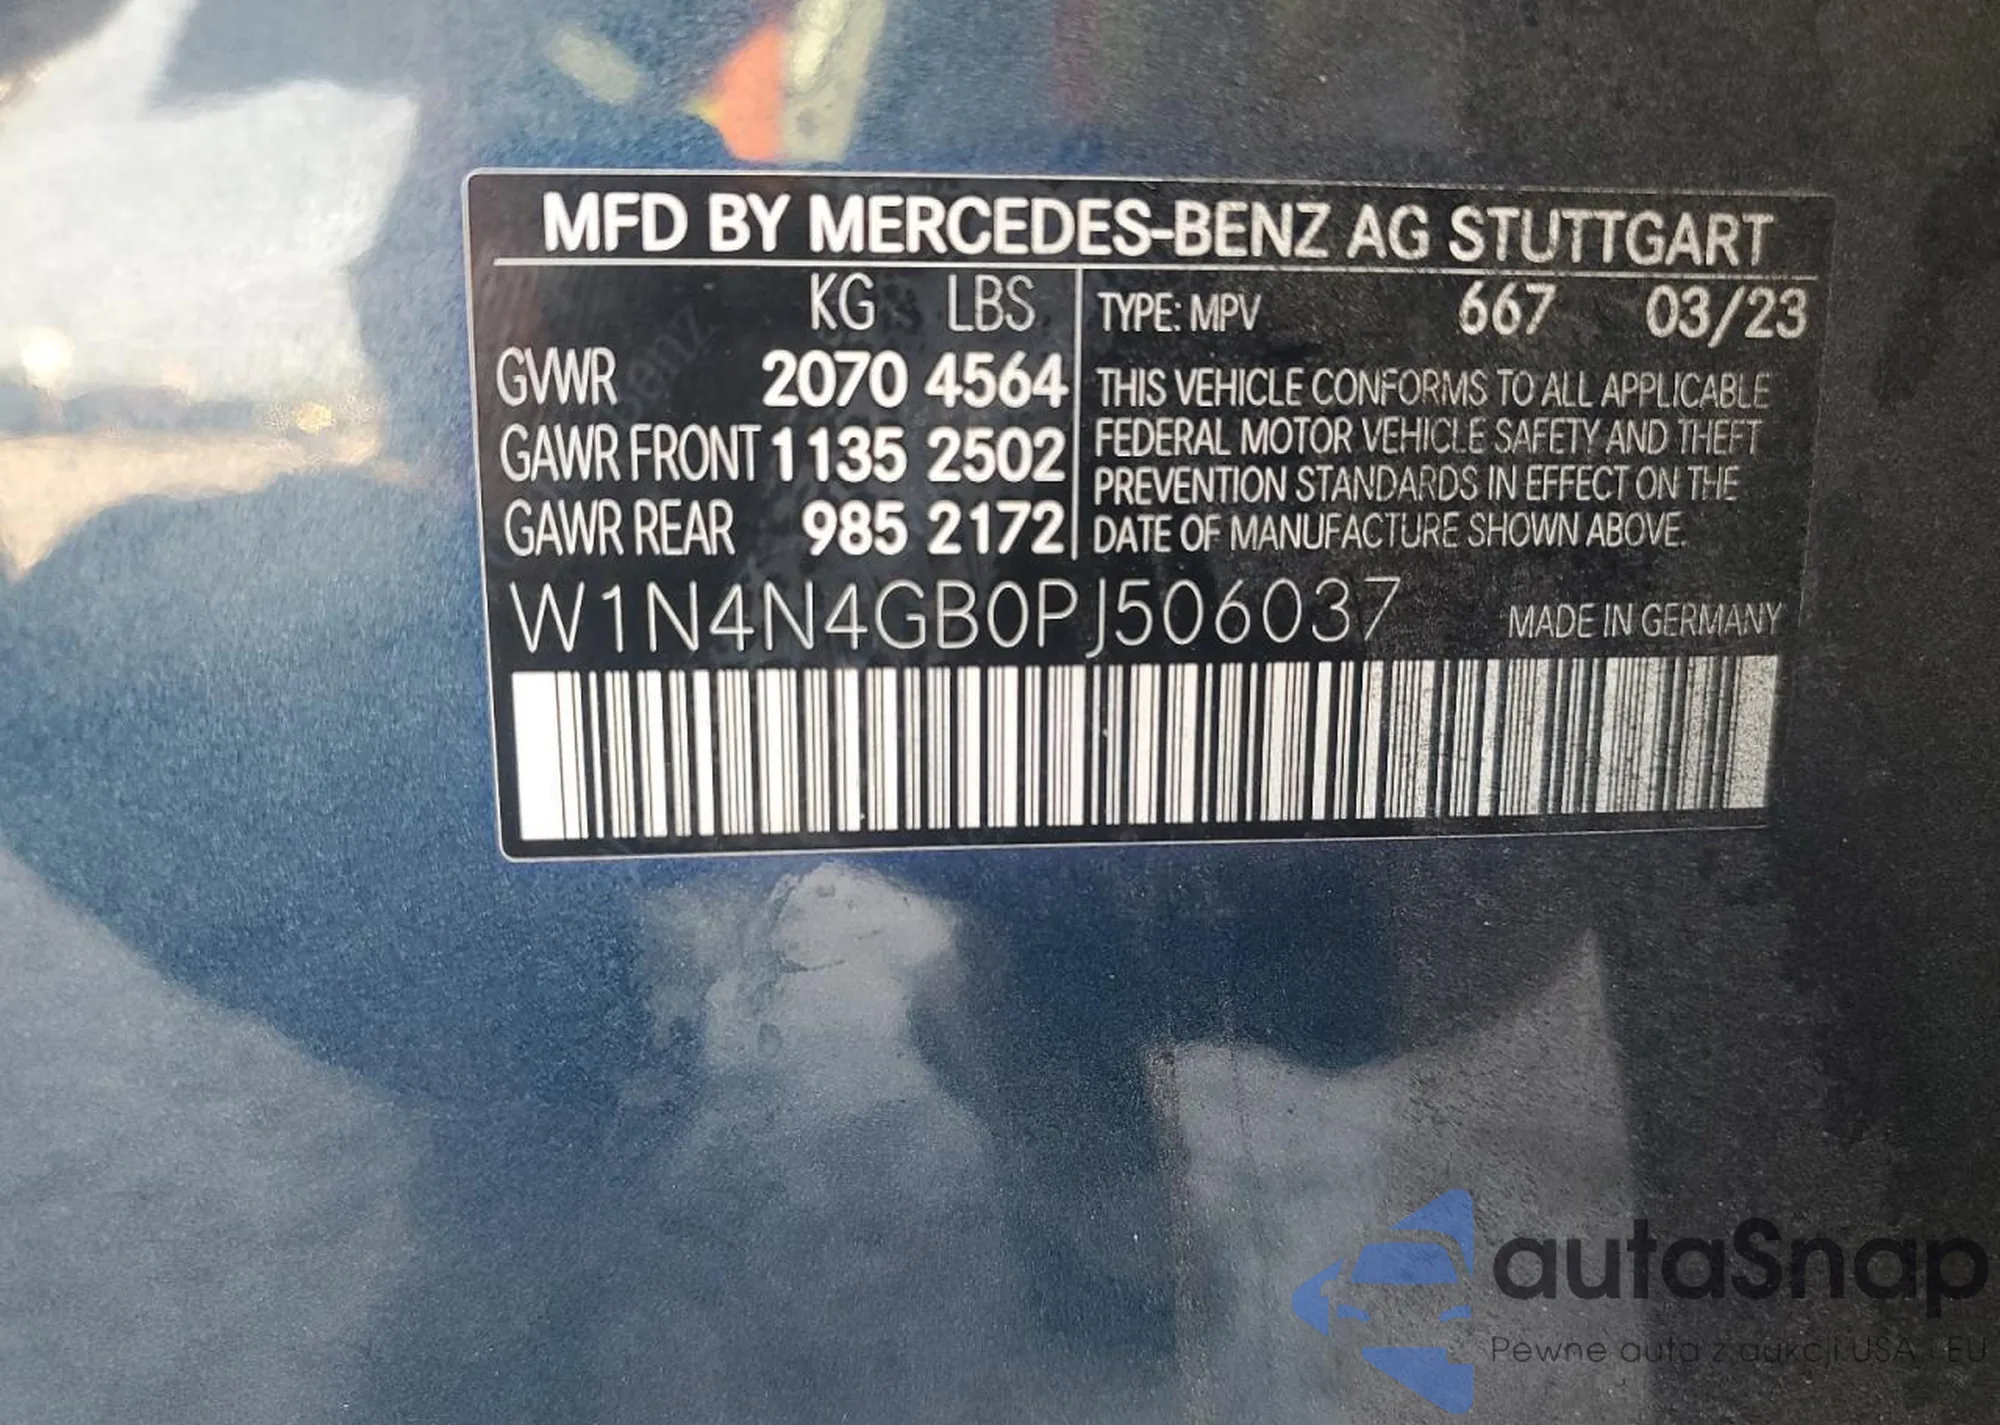 MFD BY MERCEDES-BENZ AG STUTTGART
KG LBS
GVWR 2070 4564
GAWR FRONT 1135 2502
GAWR REAR 985 2172
TYPE: MPV 667 03/23
THIS VEHICLE CONFORMS TO ALL APPLICABLE
FEDERAL MOTOR VEHICLE SAFETY AND THEFT
PREVENTION STANDARDS IN EFFECT ON THE
DATE OF MANUFACTURE SHOWN ABOVE.
W1N4N4GB0PJ506037
MADE IN GERMANY
autaSnap
Pewne auta z aukcji USA i EU